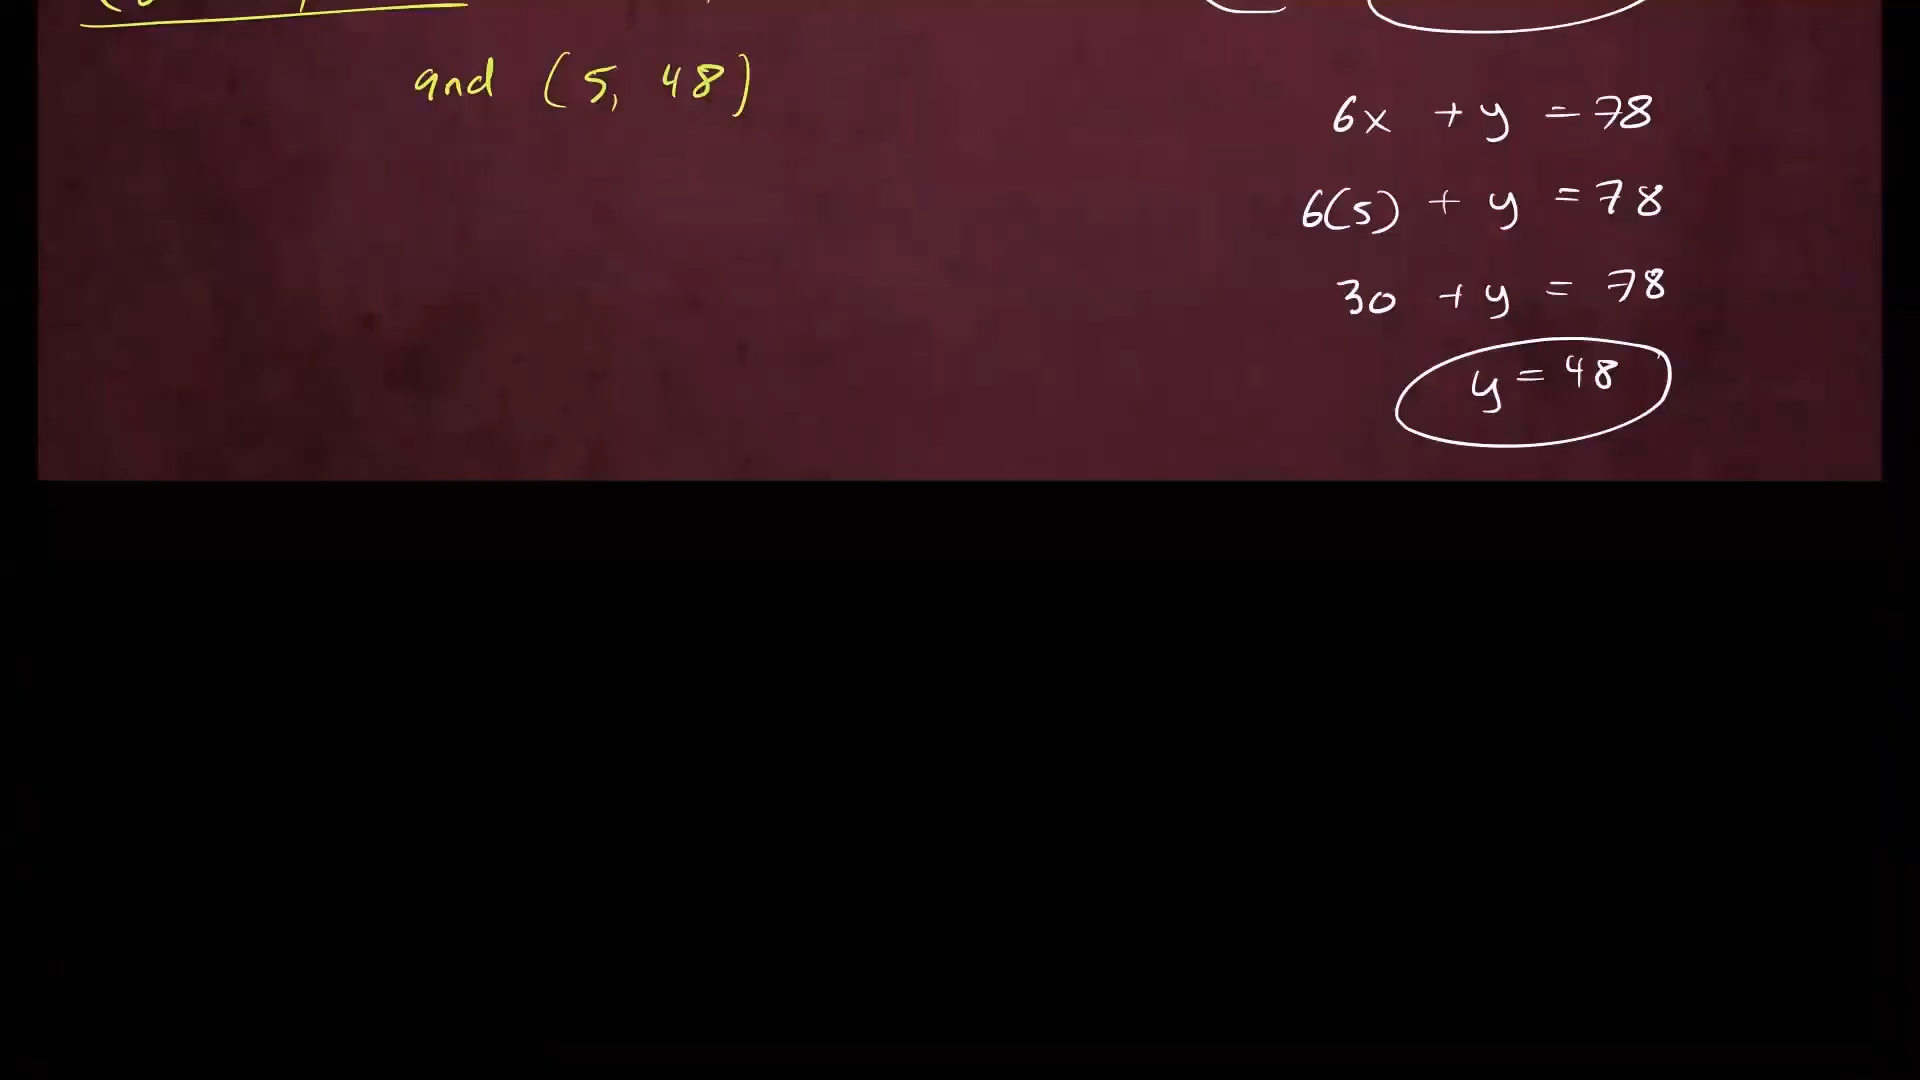 and (5, 48)
6x + y = 78
6(5) + y = 78
30 + y = 78
y = 48